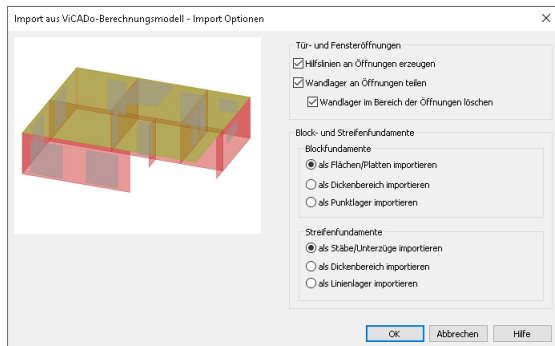 Import aus ViCADo-Berechnungsmodell - Import Optionen
Tür- und Fensteröffnungen
Hilfslinien an Öffnungen erzeugen
Wandlager an Öffnungen teilen
Wandlager im Bereich der Öffnungen löschen
Block- und Streifenfundamente
Blockfundamente
als Flächen/Platten importieren
als Dickenbereich importieren
als Punktlager importieren
Streifenfundamente
als Stäbe/Unterzüge importieren
als Dickenbereich importieren
als Linienlager importieren
OK Abbrechen Hilfe